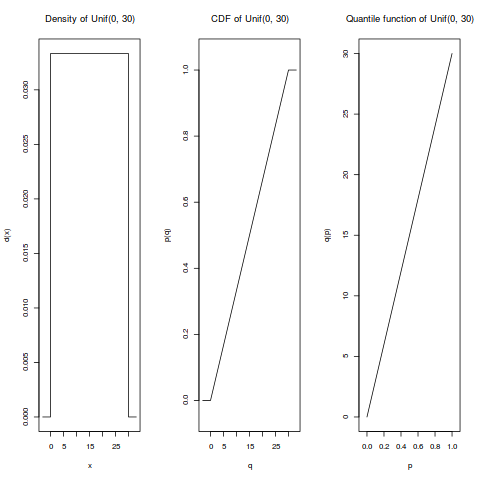 Density of Unif(0, 30)
d(x)
0.000 0.005 0.010 0.015 0.020 0.025 0.030
0 5 15 25
x
CDF of Unif(0, 30)
p(q)
0.0 0.2 0.4 0.6 0.8 1.0
0 5 15 25
q
Quantile function of Unif(0, 30)
q(p)
0 5 10 15 20 25 30
0.0 0.2 0.4 0.6 0.8 1.0
p